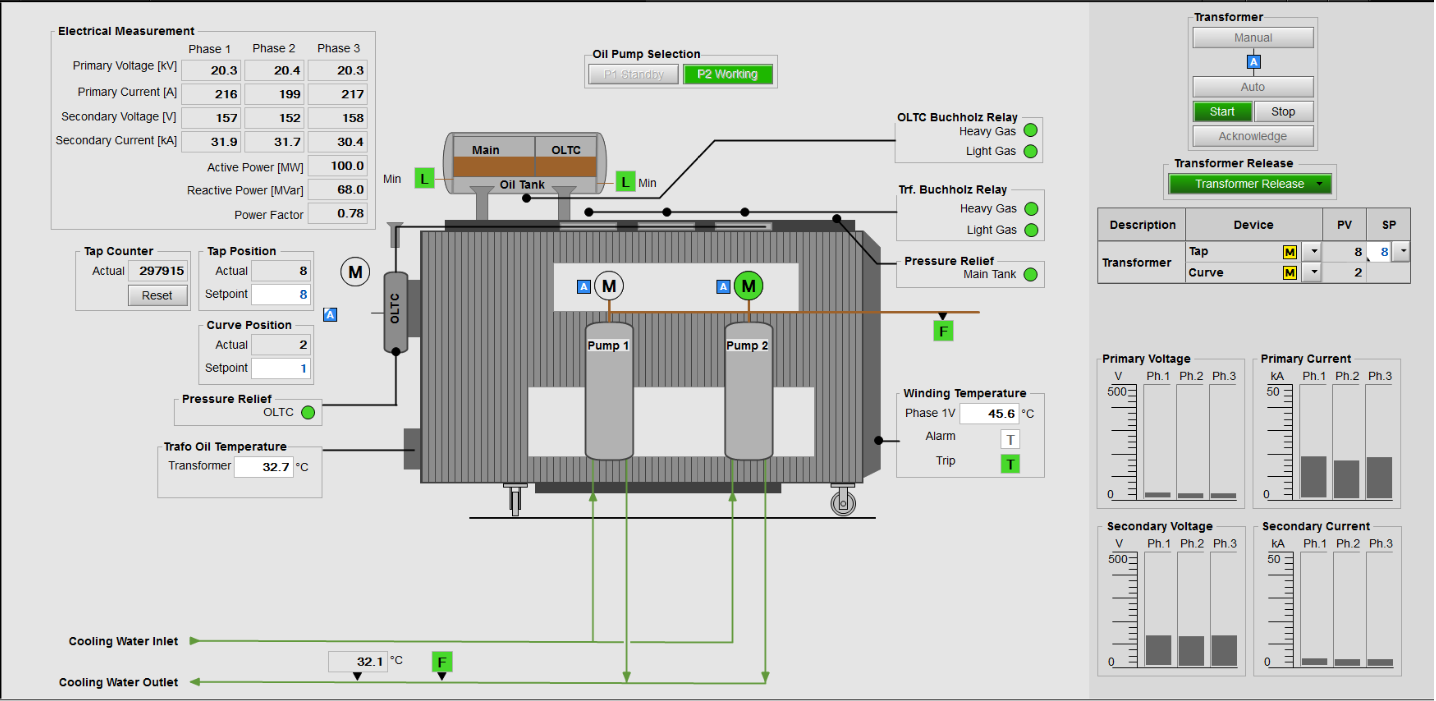 Electrical Measurement
Phase 1 Phase 2 Phase 3
Primary Voltage [kV] 20.3 20.4 20.3
Primary Current [A] 216 199 217
Secondary Voltage [V] 157 152 158
Secondary Current [kA] 31.9 31.7 30.4
Active Power [MW] 100.0
Reactive Power [MVar] 68.0
Power Factor 0.78
Tap Counter
Actual 297915
Reset
Tap Position
Actual 8
Setpoint 8
Curve Position
Actual 2
Setpoint 1
Pressure Relief
OLTC
Trafo Oil Temperature
Transformer 32.7 °C
Oil Pump Selection
P1 Standby P2 Working
Main OLTC
Min L Oil Tank L Min
M
A
OLTC
A M A M
Pump 1 Pump 2
F
OLTC Buchholz Relay
Heavy Gas
Light Gas
Trf. Buchholz Relay
Heavy Gas
Light Gas
Pressure Relief
Main Tank
Winding Temperature
Phase 1V 45.6 °C
Alarm T
Trip T
Cooling Water Inlet
32.1 °C F
Cooling Water Outlet
Transformer
Manual
A
Auto
Start Stop
Acknowledge
Transformer Release
Transformer Release
Description Device PV SP
Transformer
Tap M 8 8
Curve M 2
Primary Voltage
V Ph.1 Ph.2 Ph.3
500
0
Primary Current
kA Ph.1 Ph.2 Ph.3
50
0
Secondary Voltage
V Ph.1 Ph.2 Ph.3
500
0
Secondary Current
kA Ph.1 Ph.2 Ph.3
50
0